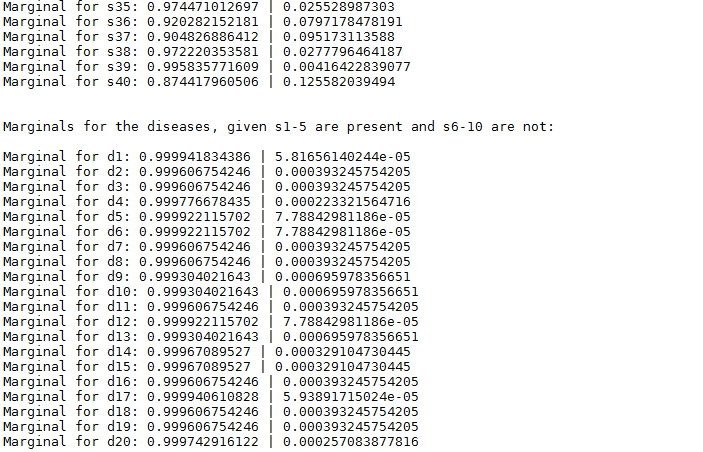 Marginal for s35: 0.974471012697 | 0.025528987303
Marginal for s36: 0.920282152181 | 0.0797178478191
Marginal for s37: 0.904826886412 | 0.095173113588
Marginal for s38: 0.972220353581 | 0.0277796464187
Marginal for s39: 0.995835771609 | 0.00416422839077
Marginal for s40: 0.874417960506 | 0.125582039494
Marginals for the diseases, given s1-5 are present and s6-10 are not:
Marginal for d1: 0.999941834386 | 5.81656140244e-05
Marginal for d2: 0.999606754246 | 0.000393245754205
Marginal for d3: 0.999606754246 | 0.000393245754205
Marginal for d4: 0.999776678435 | 0.000223321564716
Marginal for d5: 0.999922115702 | 7.78842981186e-05
Marginal for d6: 0.999922115702 | 7.78842981186e-05
Marginal for d7: 0.999606754246 | 0.000393245754205
Marginal for d8: 0.999606754246 | 0.000393245754205
Marginal for d9: 0.999304021643 | 0.000695978356651
Marginal for d10: 0.999304021643 | 0.000695978356651
Marginal for d11: 0.999606754246 | 0.000393245754205
Marginal for d12: 0.999922115702 | 7.78842981186e-05
Marginal for d13: 0.999304021643 | 0.000695978356651
Marginal for d14: 0.99967089527 | 0.000329104730445
Marginal for d15: 0.99967089527 | 0.000329104730445
Marginal for d16: 0.999606754246 | 0.000393245754205
Marginal for d17: 0.999940610828 | 5.93891715024e-05
Marginal for d18: 0.999606754246 | 0.000393245754205
Marginal for d19: 0.999606754246 | 0.000393245754205
Marginal for d20: 0.999742916122 | 0.000257083877816